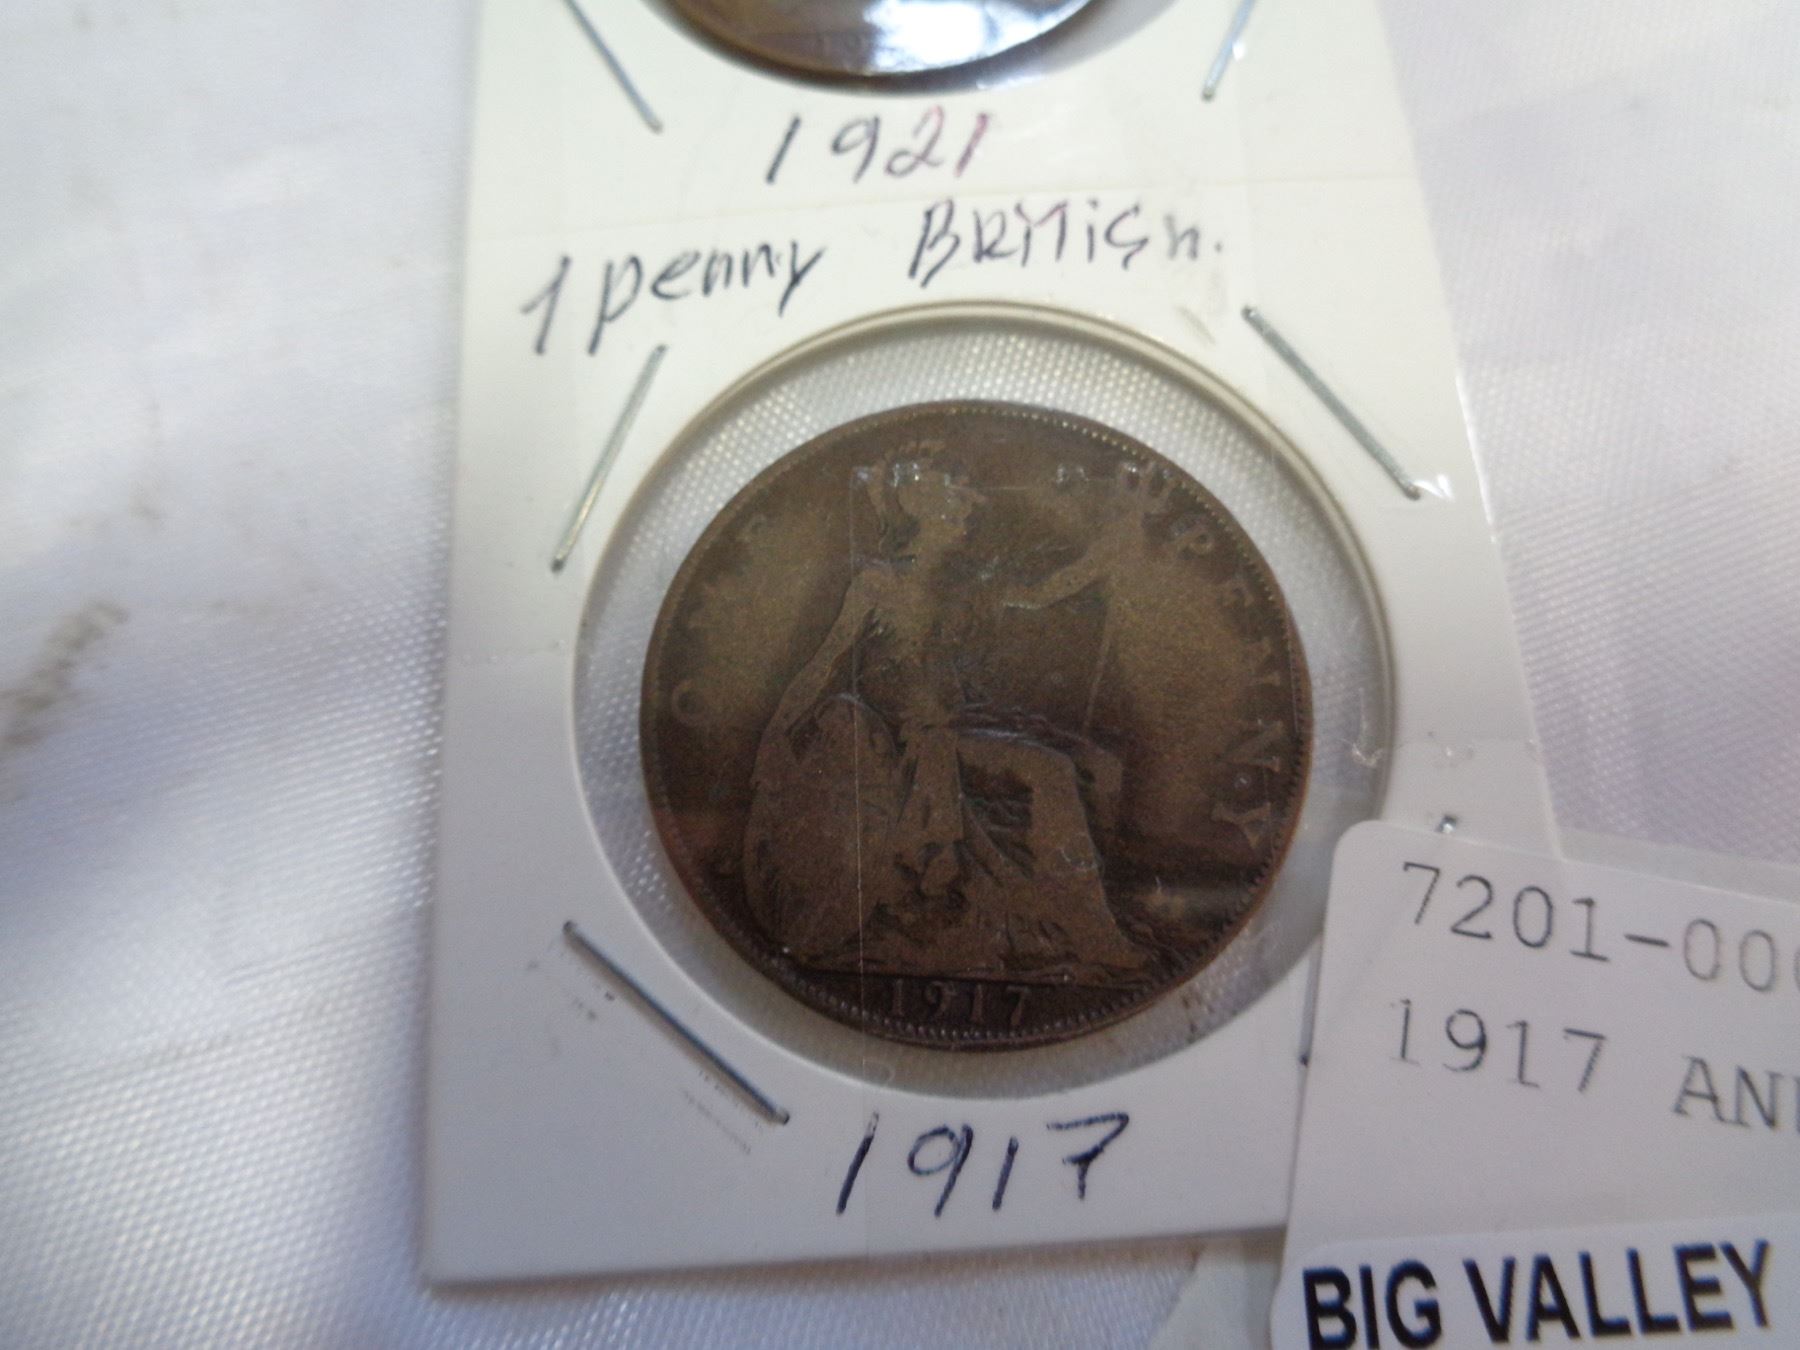 1921
1 Penny British.
ONE PENNY
1917
1917
7201-00
1917 AN
BIG VALLEY